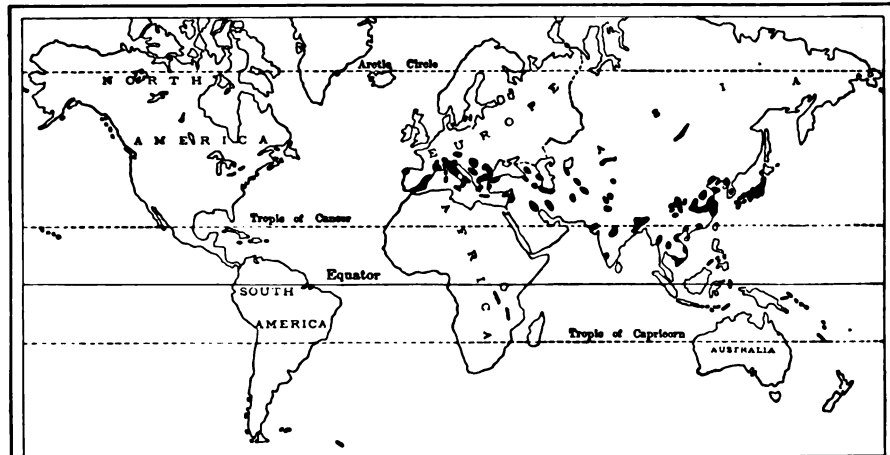 Arctic Circle
NORTH
AMERICA
EUROPE
ASIA
Tropic of Cancer
AFRICA
Equator
SOUTH
AMERICA
Tropic of Capricorn
AUSTRALIA